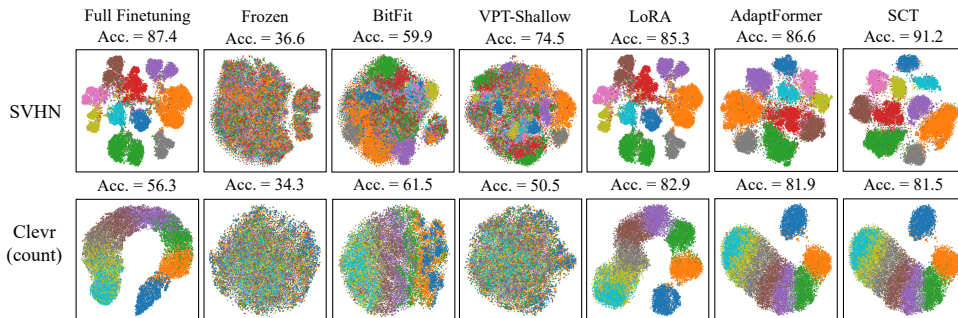 Full Finetuning Frozen BitFit VPT-Shallow LoRA AdaptFormer SCT
Acc. = 87.4 Acc. = 36.6 Acc. = 59.9 Acc. = 74.5 Acc. = 85.3 Acc. = 86.6 Acc. = 91.2
SVHN
Acc. = 56.3 Acc. = 34.3 Acc. = 61.5 Acc. = 50.5 Acc. = 82.9 Acc. = 81.9 Acc. = 81.5
Clevr
(count)